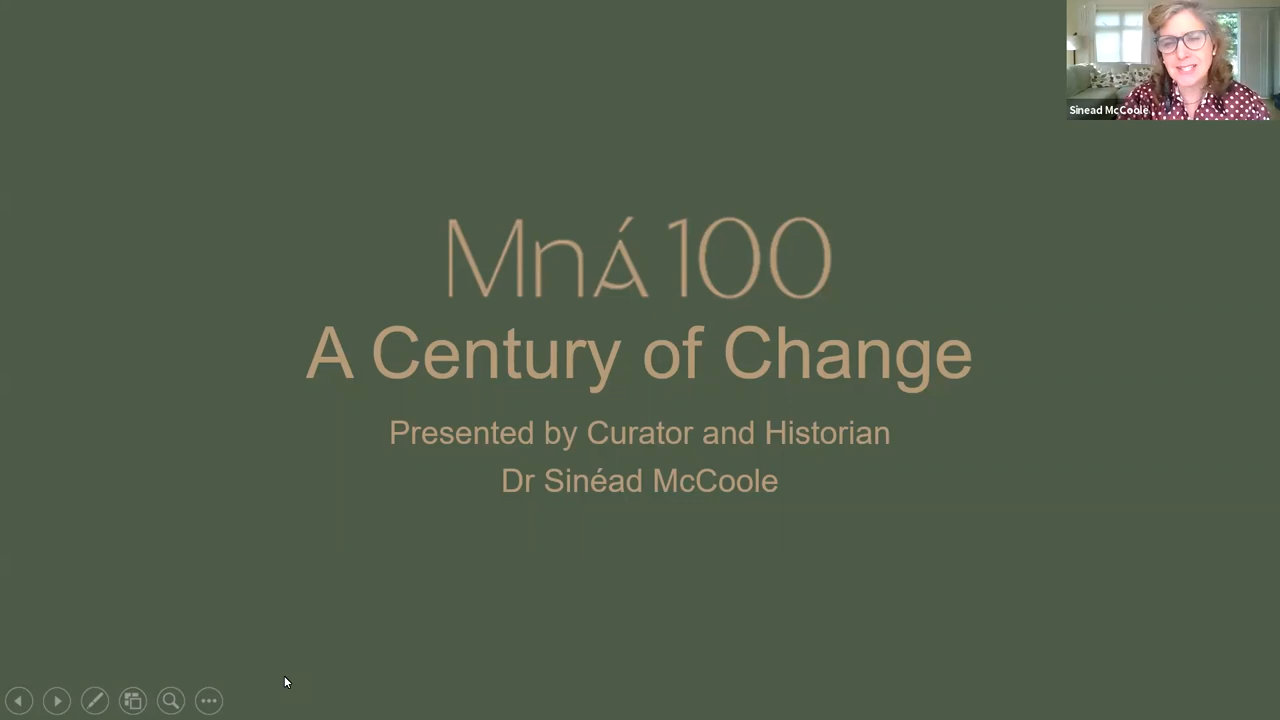 Sinead McCoole
Mná 100
A Century of Change
Presented by Curator and Historian
Dr Sinéad McCoole